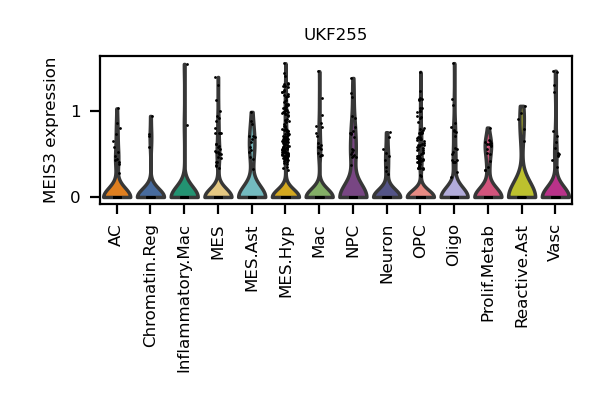 UKF255
MEIS3 expression
1
0
AC
Chromatin.Reg
Inflammatory.Mac
MES
MES.Ast
MES.Hyp
Mac
NPC
Neuron
OPC
Oligo
Prolif.Metab
Reactive.Ast
Vasc